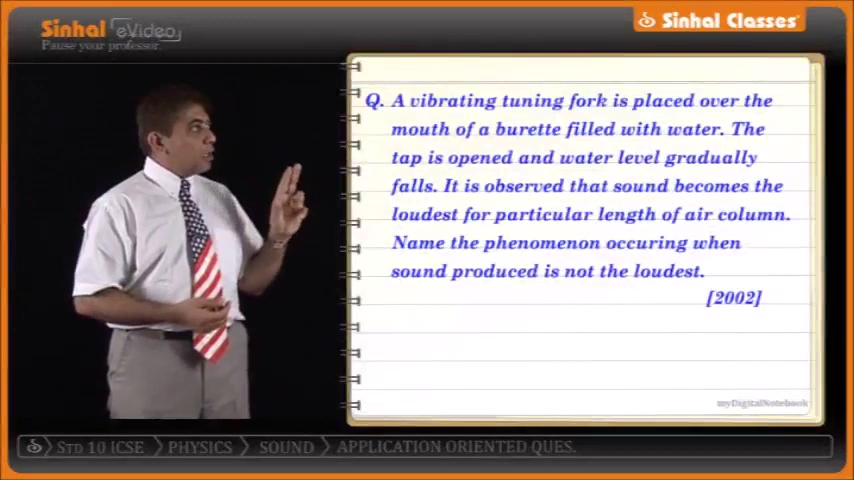 Sinhal eVideo
Pause your professor.
Sinhal Classes
Q. A vibrating tuning fork is placed over the
mouth of a burette filled with water. The
tap is opened and water level gradually
falls. It is observed that sound becomes the
loudest for particular length of air column.
Name the phenomenon occuring when
sound produced is not the loudest.
[2002]
myDigitalNotebook
STD 10 ICSE PHYSICS SOUND APPLICATION ORIENTED QUES.